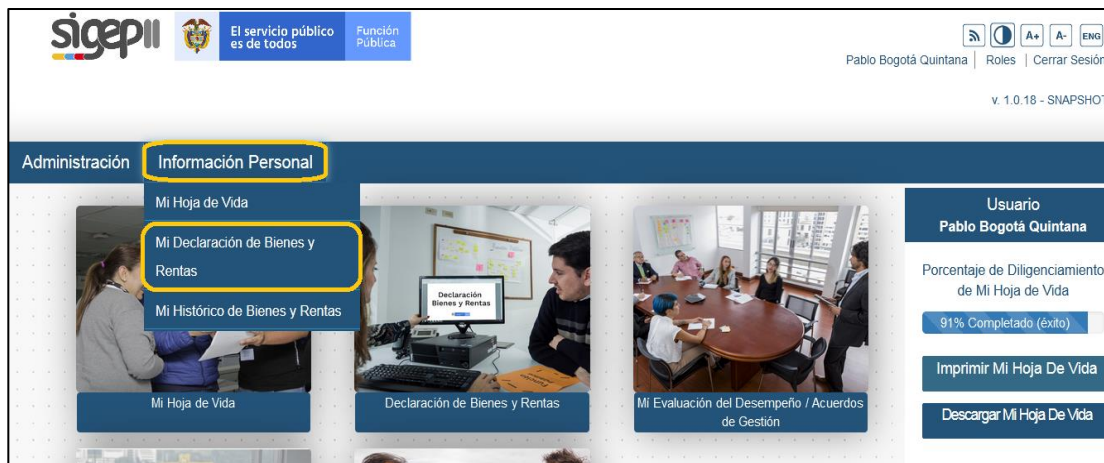 sigepII
El servicio público
es de todos
Función
Pública
A+ A- ENG
Pablo Bogotá Quintana | Roles | Cerrar Sesión
v. 1.0.18 - SNAPSHOT
Administración Información Personal
Mi Hoja de Vida
Mi Declaración de Bienes y
Rentas
Mi Histórico de Bienes y Rentas
Declaración
Bienes y Rentas
Mi Hoja de Vida
Declaración de Bienes y Rentas
Mi Evaluación del Desempeño / Acuerdos
de Gestión
Usuario
Pablo Bogotá Quintana
Porcentaje de Diligenciamiento
de Mi Hoja de Vida
91% Completado (éxito)
Imprimir Mi Hoja De Vida
Descargar Mi Hoja De Vida